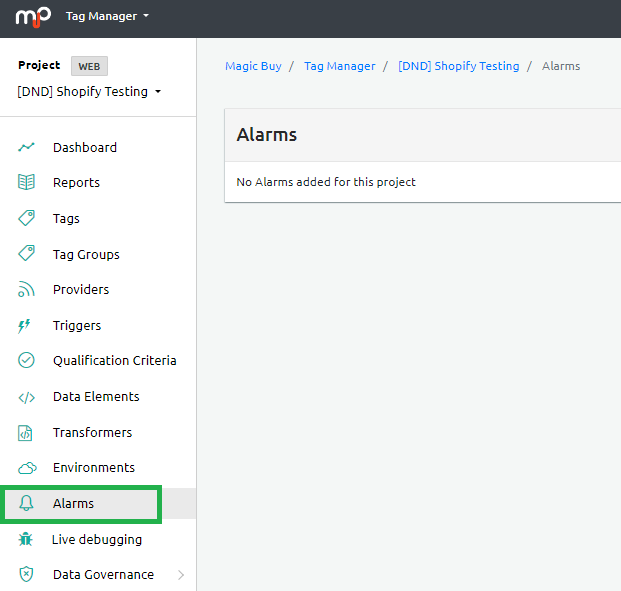 mp Tag Manager
Project WEB
[DND] Shopify Testing
Magic Buy / Tag Manager / [DND] Shopify Testing / Alarms
Alarms
No Alarms added for this project
Dashboard
Reports
Tags
Tag Groups
Providers
Triggers
Qualification Criteria
Data Elements
Transformers
Environments
Alarms
Live debugging
Data Governance